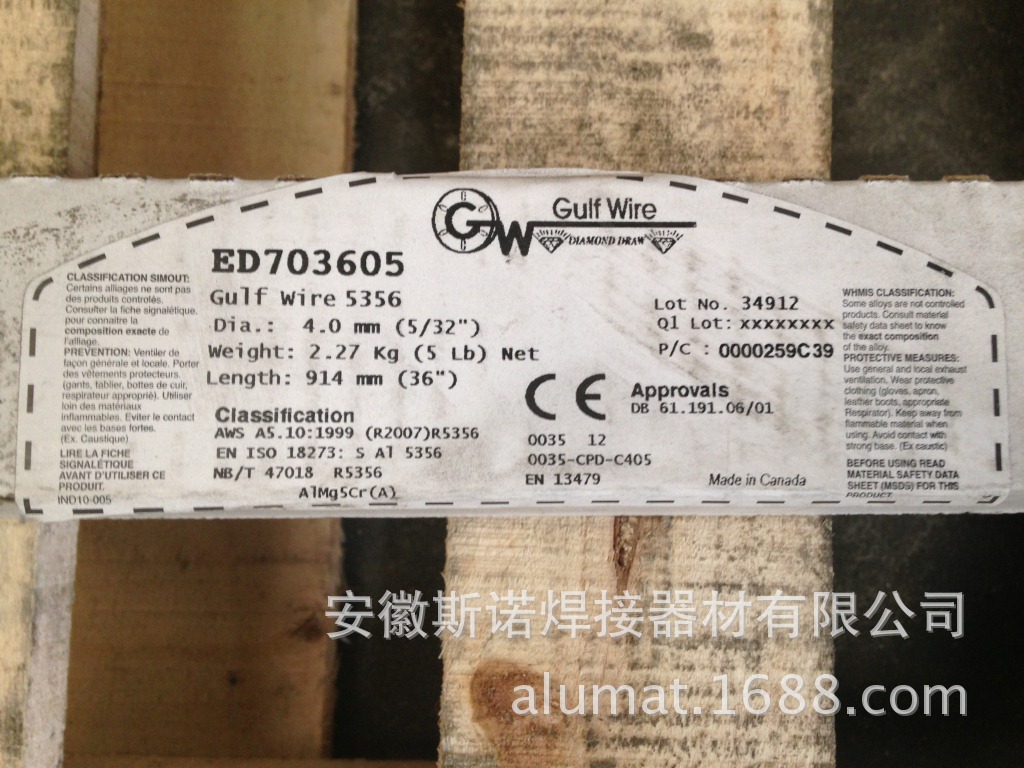 G GW Gulf Wire
DIAMOND DRAW
ED703605
Gulf Wire 5356
Dia.: 4.0 mm (5/32")
Weight: 2.27 Kg (5 Lb) Net
Length: 914 mm (36")
Classification
AWS A5.10:1999 (R2007)R5356
EN ISO 18273: S Al 5356
NB/T 47018 R5356
AlMg5Cr(A)
Lot No. 34912
Q1 Lot: XXXXXXXX
P/C : 0000259C39
CE
Approvals
DB 61.191.06/01
0035 12
0035-CPD-C405
EN 13479
Made in Canada
CLASSIFICATION SIMOUT:
Certains alliages ne sont pas
des produits controlés.
Consulter la fiche signalétique.
pour connaitre la
composition exacte de
l'alliage.
PREVENTION: Ventiler de
façon générale et locale. Porter
des vêtements protecteurs.
(gants, tablier, bottes de cuir,
respirateur approprié). Utiliser
loin des matériaux
inflammables. Eviter le contact
avec les bases fortes.
(Ex. Caustique)
LIRE LA FICHE
SIGNALÉTIQUE
AVANT D'UTILISER CE
PRODUIT.
IND10-005
WHMIS CLASSIFICATION:
Some alloys are not controlled
products. Consult material
safety data sheet to know
the exact composition
of the alloy.
PROTECTIVE MEASURES:
Use general and local exhaust
ventilation. Wear protective
clothing (gloves, apron,
leather boots, appropriate
Respirator). Keep away from
flammable material when
using. Avoid contact with
strong base. (Ex caustic)
BEFORE USING READ
MATERIAL SAFETY DATA
SHEET (MSDS) FOR THIS
PRODUCT
安徽斯诺焊接器材有限公司
alumat.1688.com